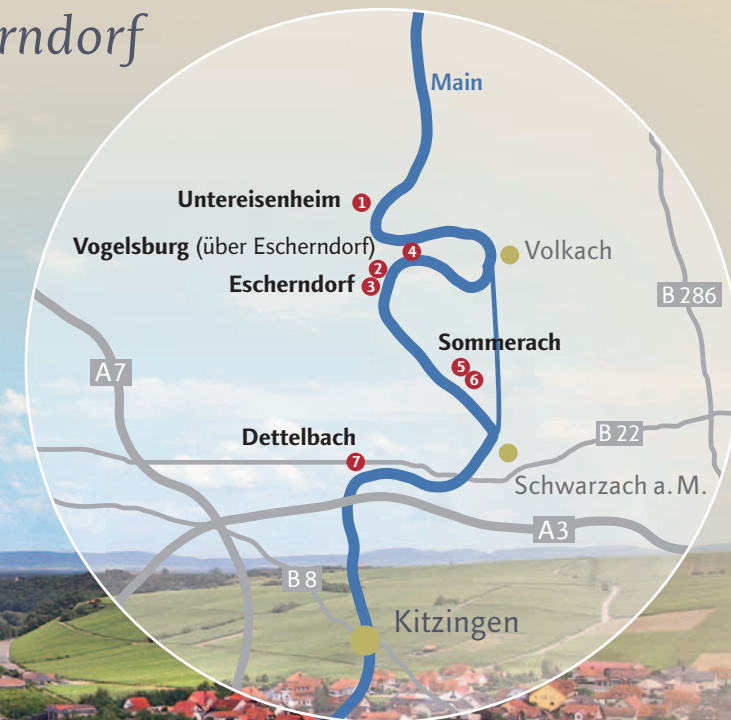 rndorf
Main
Untereisenheim 1
Vogelsburg (über Escherndorf)
4
Volkach
2
Escherndorf 3
B 286
Sommerach
5
6
A7
Dettelbach
7
B 22
Schwarzach a. M.
A3
B 8
Kitzingen